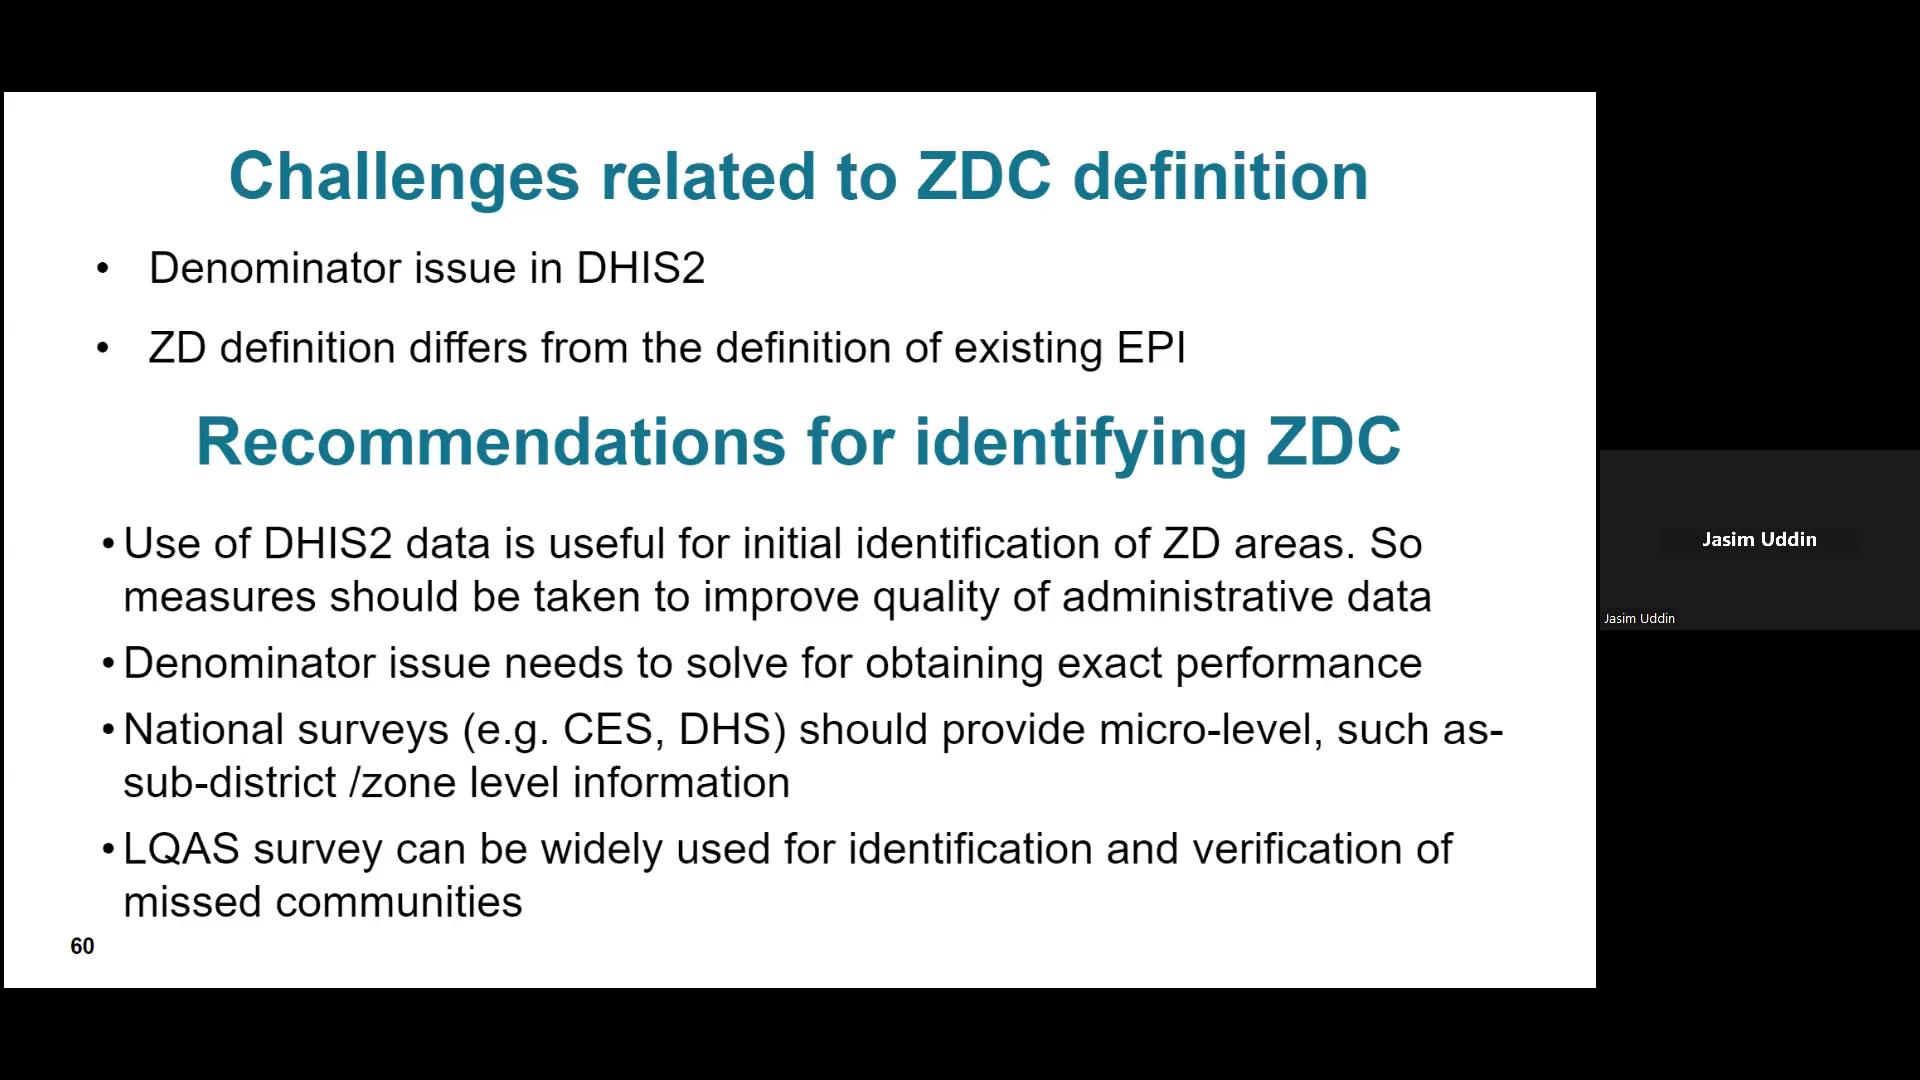 Challenges related to ZDC definition
• Denominator issue in DHIS2
• ZD definition differs from the definition of existing EPI
Recommendations for identifying ZDC
• Use of DHIS2 data is useful for initial identification of ZD areas. So
measures should be taken to improve quality of administrative data
• Denominator issue needs to solve for obtaining exact performance
• National surveys (e.g. CES, DHS) should provide micro-level, such as-
sub-district /zone level information
• LQAS survey can be widely used for identification and verification of
missed communities
60
Jasim Uddin
Jasim Uddin